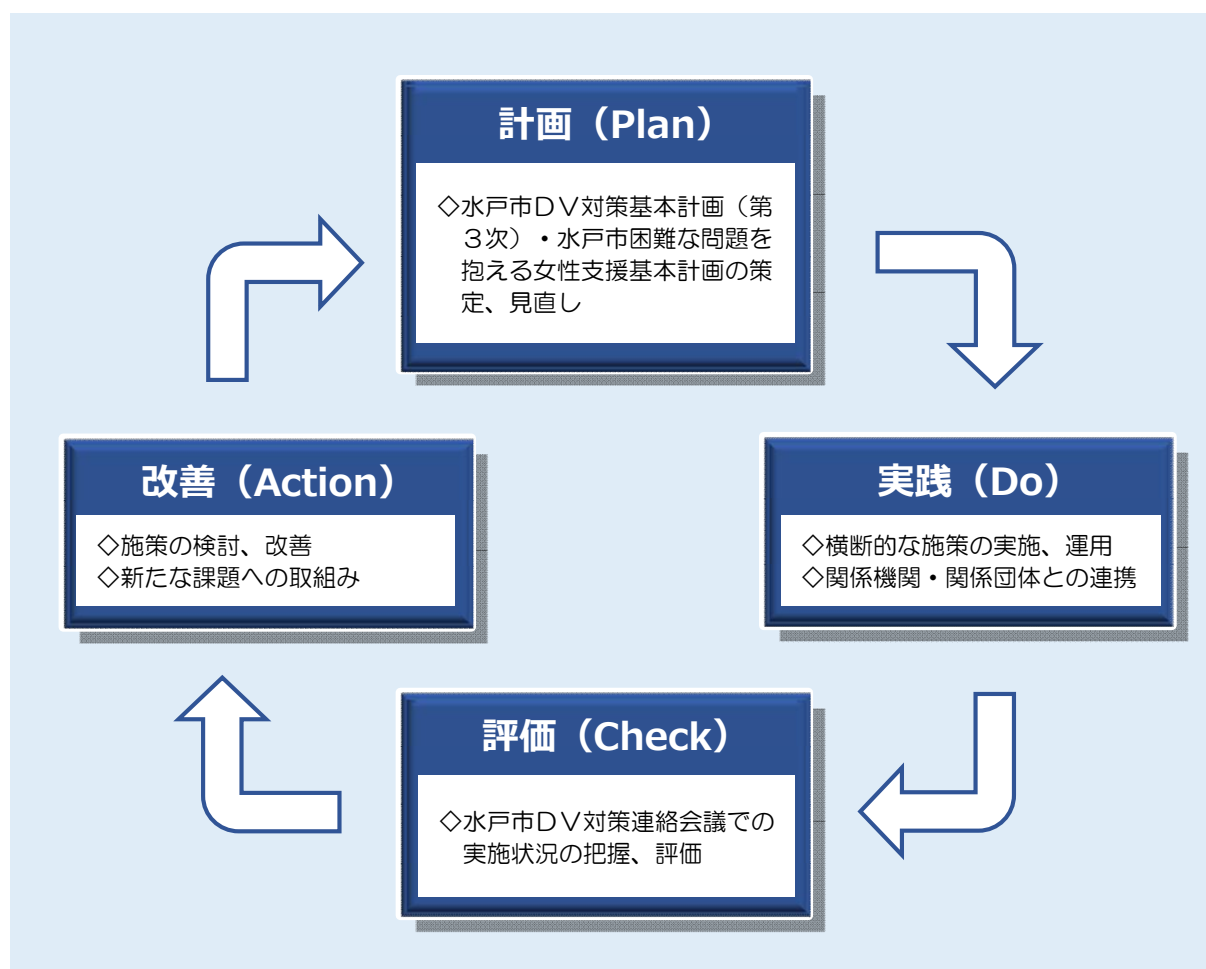 計画（Plan）
◇水戸市ＤＶ対策基本計画（第
３次）・水戸市困難な問題を
抱える女性支援基本計画の策
定、見直し
改善（Action）
◇施策の検討、改善
◇新たな課題への取組み
実践（Do）
◇横断的な施策の実施、運用
◇関係機関・関係団体との連携
評価（Check）
◇水戸市ＤＶ対策連絡会議での
実施状況の把握、評価